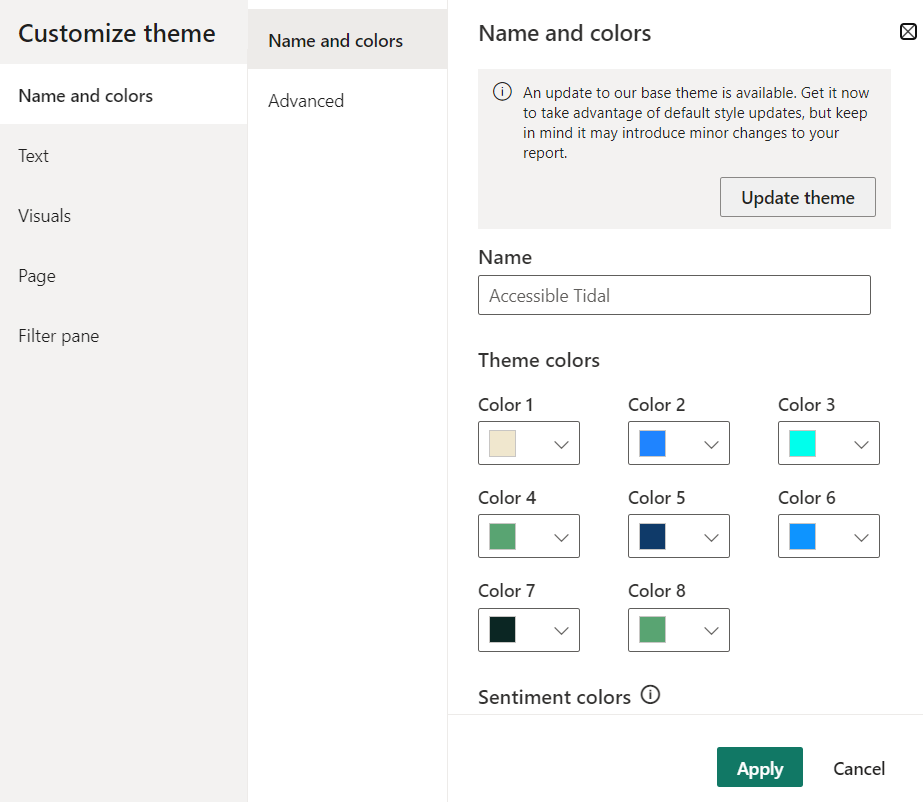 Customize theme
Name and colors
Text
Visuals
Page
Filter pane
Name and colors
Advanced
Name and colors
An update to our base theme is available. Get it now
to take advantage of default style updates, but keep
in mind it may introduce minor changes to your
report.
Update theme
Name
Accessible Tidal
Theme colors
Color 1
Color 2
Color 3
Color 4
Color 5
Color 6
Color 7
Color 8
Sentiment colors
Apply
Cancel